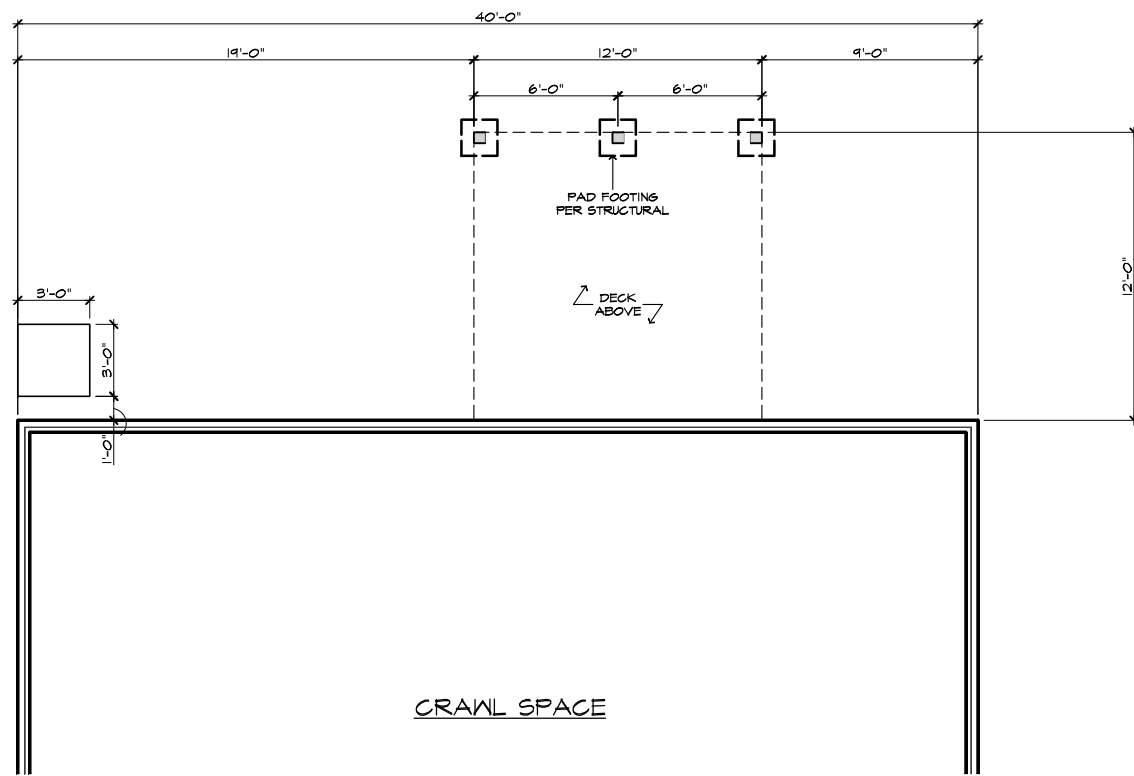 40'-0"
19'-0"
12'-0"
9'-0"
6'-0"
6'-0"
PAD FOOTING
PER STRUCTURAL
12'-0"
3'-0"
DECK
ABOVE
3'-0"
1'-0"
CRAWL SPACE